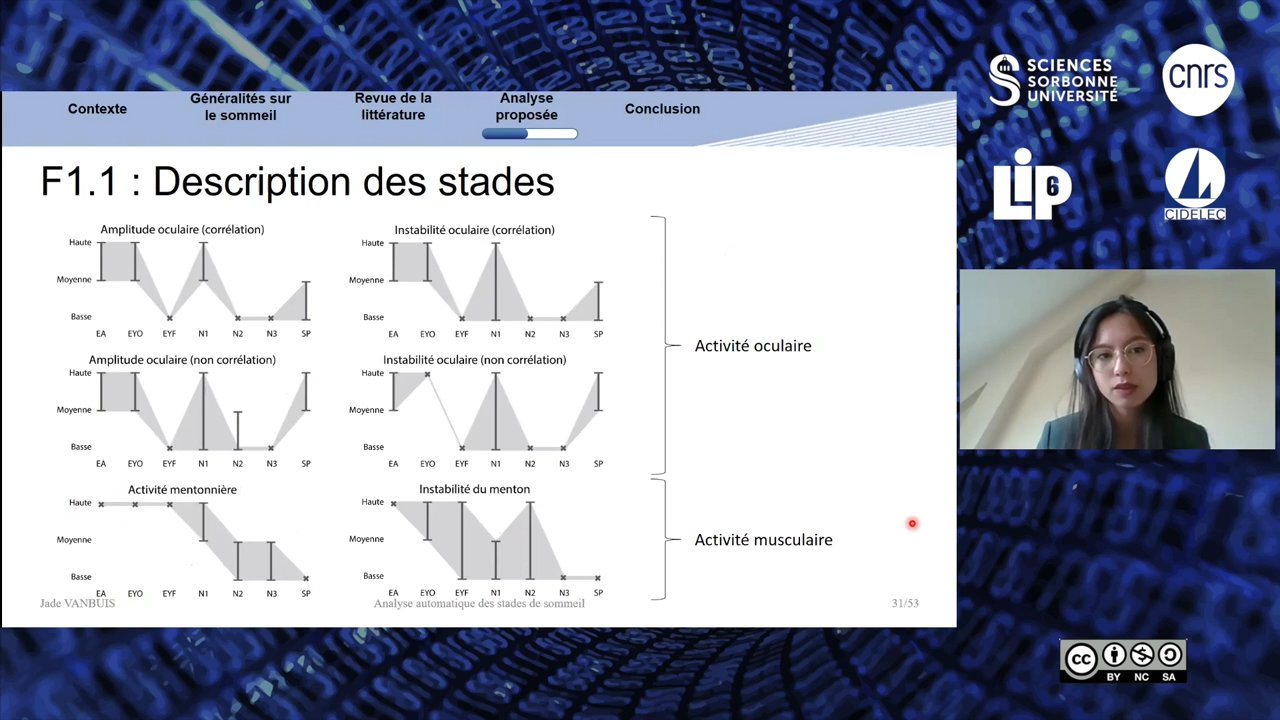 Contexte
Généralités sur
le sommeil
Revue de la
littérature
Analyse
proposée
Conclusion
F1.1 : Description des stades
Amplitude oculaire (corrélation)
Haute
Moyenne
Basse
EA EYO EYF N1 N2 N3 SP
Instabilité oculaire (corrélation)
Haute
Moyenne
Basse
EA EYO EYF N1 N2 N3 SP
Amplitude oculaire (non corrélation)
Haute
Moyenne
Basse
EA EYO EYF N1 N2 N3 SP
Instabilité oculaire (non corrélation)
Haute
Moyenne
Basse
EA EYO EYF N1 N2 N3 SP
Activité oculaire
Activité mentonnière
Haute
Moyenne
Basse
EA EYO EYF N1 N2 N3 SP
Instabilité du menton
Haute
Moyenne
Basse
EA EYO EYF N1 N2 N3 SP
Activité musculaire
Jade VANBUIS
Analyse automatique des stades de sommeil
31/53
SCIENCES
SORBONNE
UNIVERSITÉ
cnrs
LIP6
CIDELEC
cc
BY NC SA